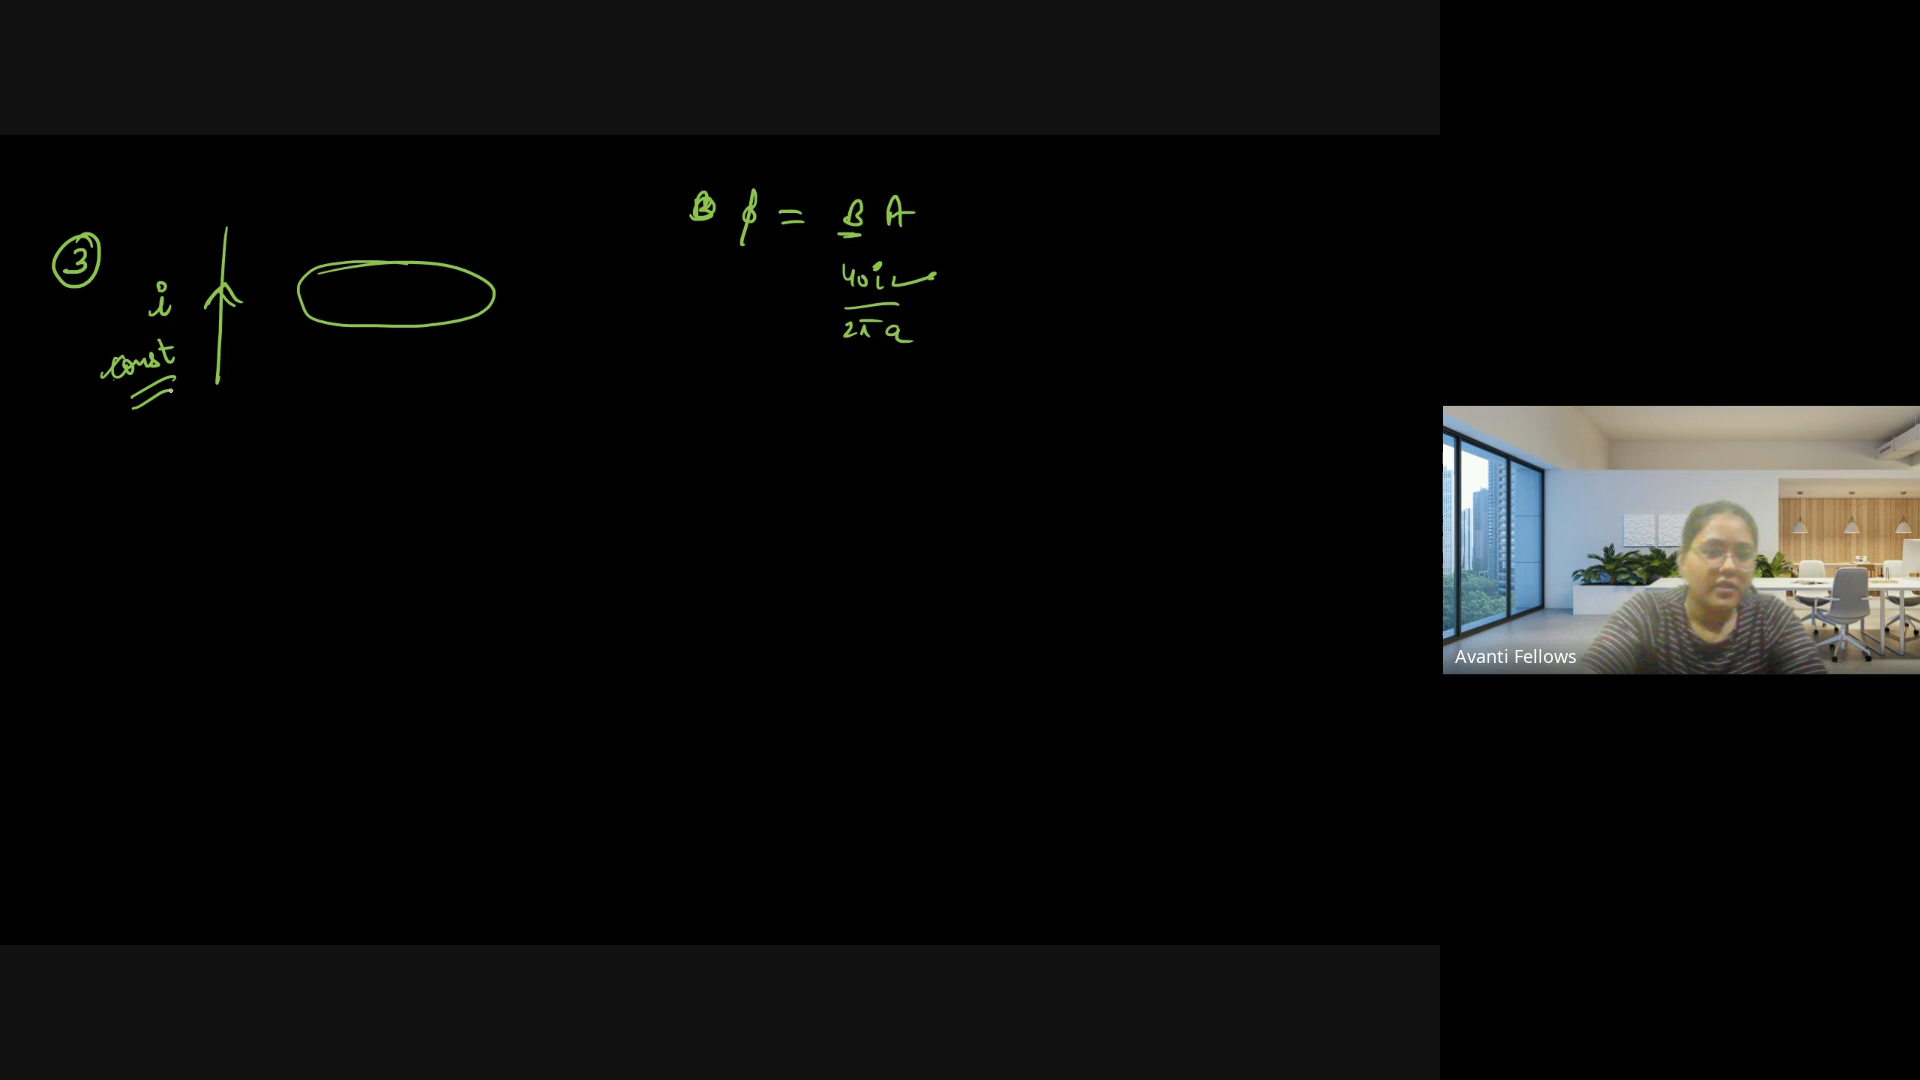 ③
i
const
B ϕ = B A
μ₀i
2π a
Avanti Fellows